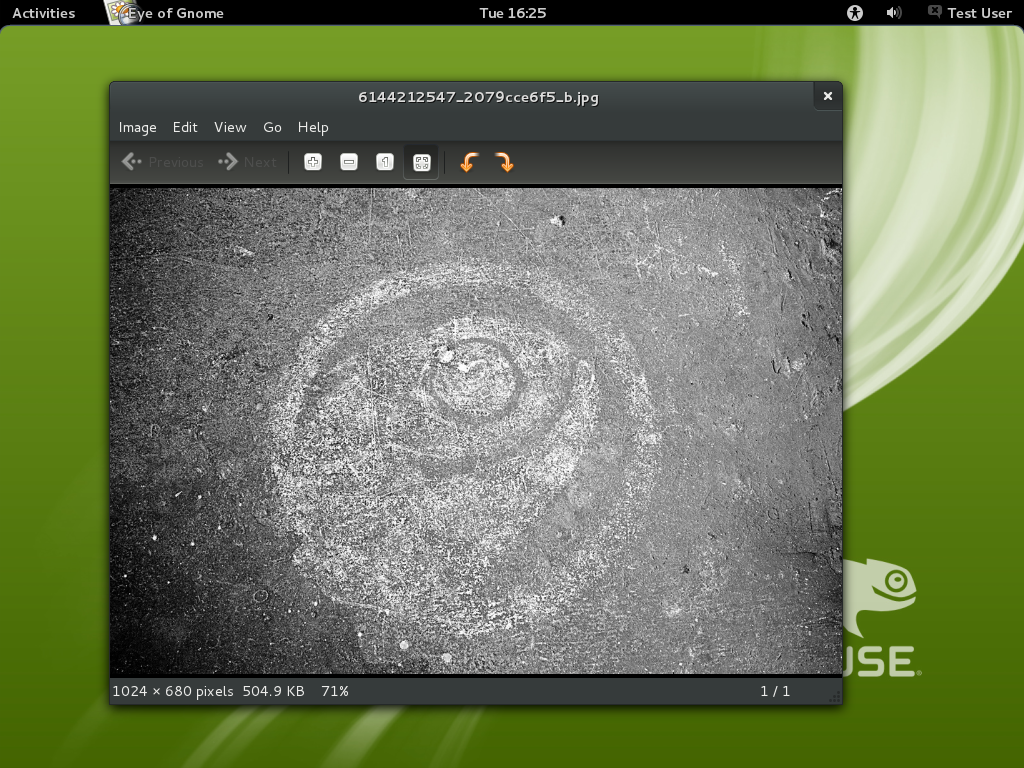 Activities Eye of Gnome Tue 16:25 Test User
6144212547_2079cce6f5_b.jpg
Image Edit View Go Help
Previous Next 1
1024 × 680 pixels 504.9 KB 71% 1 / 1
USE